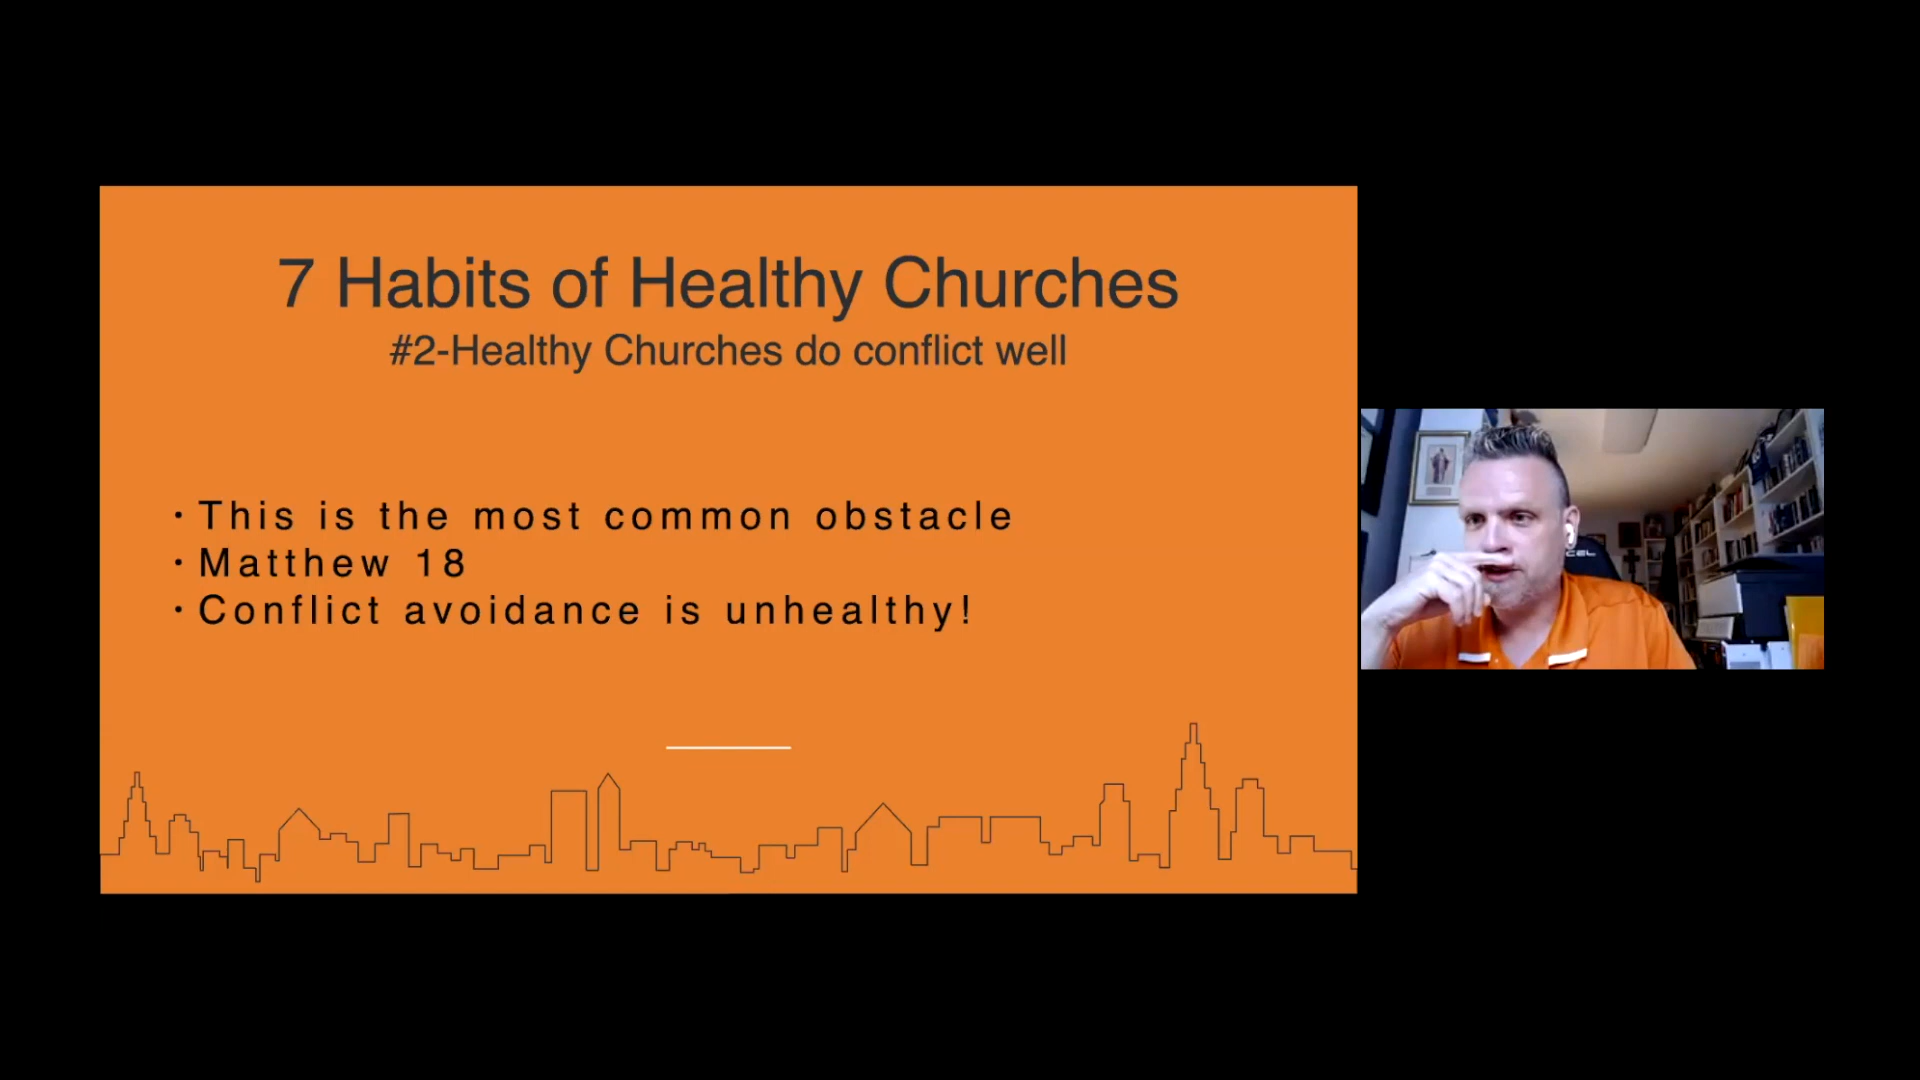 7 Habits of Healthy Churches
#2-Healthy Churches do conflict well
· This is the most common obstacle
· Matthew 18
· Conflict avoidance is unhealthy!
CEL